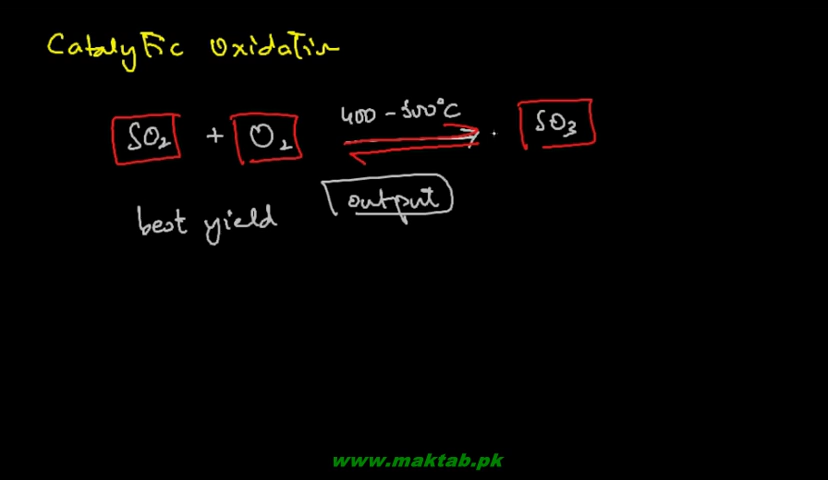 Catalytic Oxidation
400 - 500°C
SO₂ + O₂ ⇌ SO₃
output
best yield
www.maktab.pk